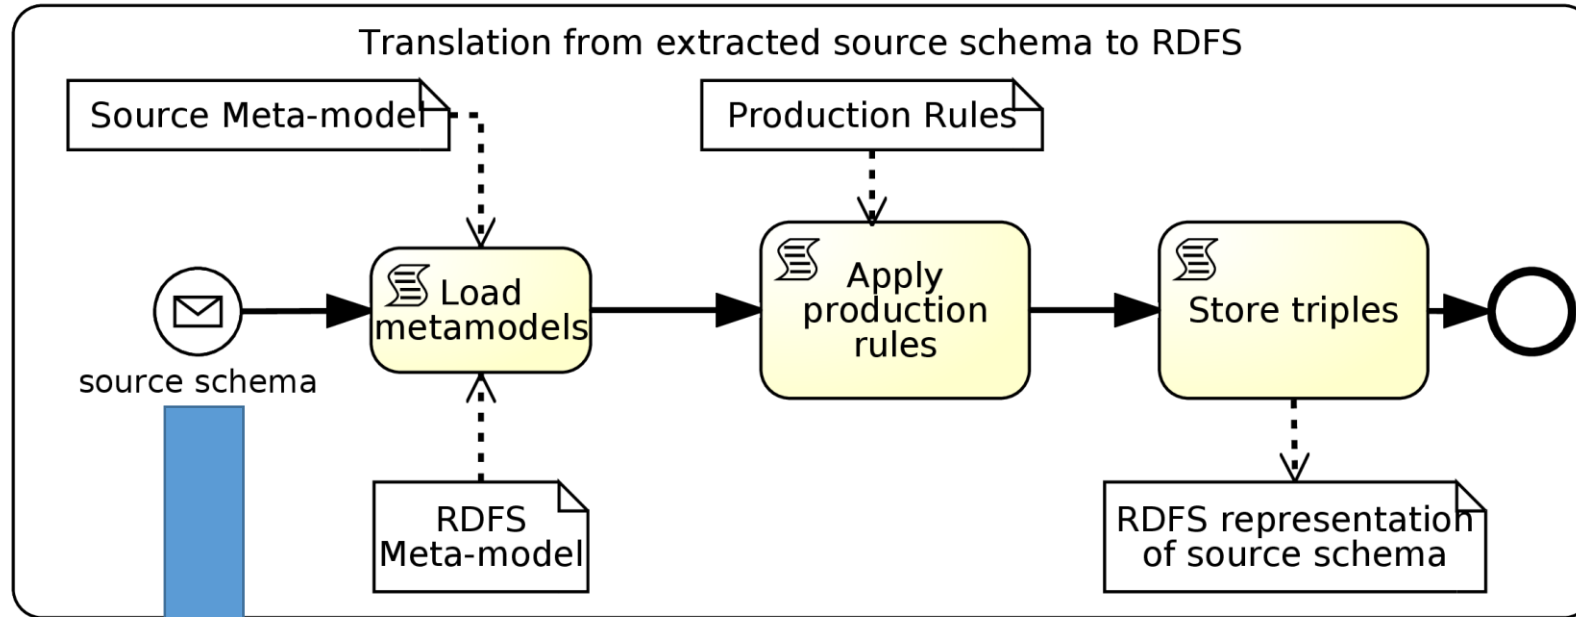 Translation from extracted source schema to RDFS
Source Meta-model
Production Rules
Load
metamodels
Apply
production
rules
Store triples
source schema
RDFS
Meta-model
RDFS representation
of source schema